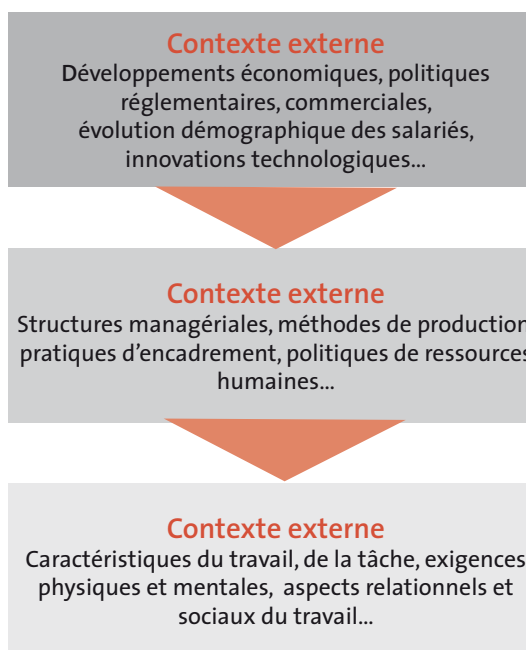 Contexte externe
Développements économiques, politiques
réglementaires, commerciales,
évolution démographique des salariés,
innovations technologiques...
Contexte externe
Structures managériales, méthodes de production
pratiques d'encadrement, politiques de ressources
humaines...
Contexte externe
Caractéristiques du travail, de la tâche, exigences
physiques et mentales, aspects relationnels et
sociaux du travail...